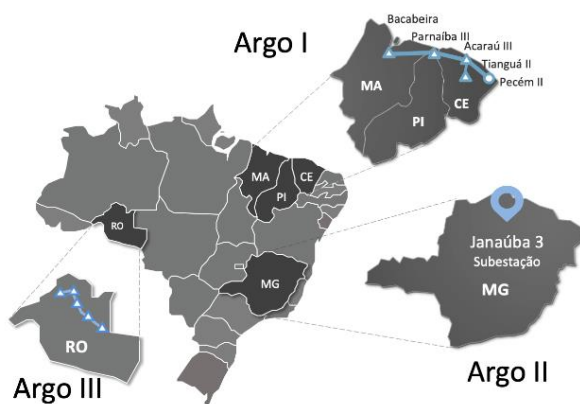 Argo I
Bacabeira
Parnaíba III
Acaraú III
Tianguá II
Pecém II
MA
PI
CE
MA
CE
PI
RO
MG
Janaúba 3
Subestação
MG
Argo II
RO
Argo III